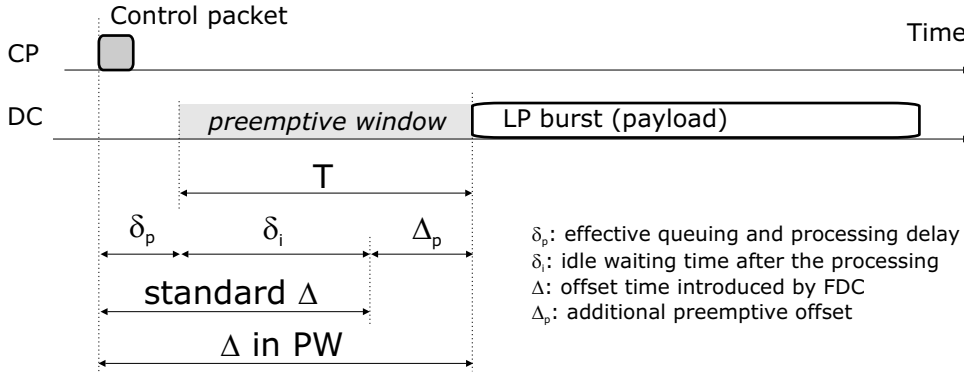 Control packet
Time
CP
DC
preemptive window
LP burst (payload)
T
δp
δi
Δp
standard Δ
Δ in PW
δp: effective queuing and processing delay
δi: idle waiting time after the processing
Δ: offset time introduced by FDC
Δp: additional preemptive offset